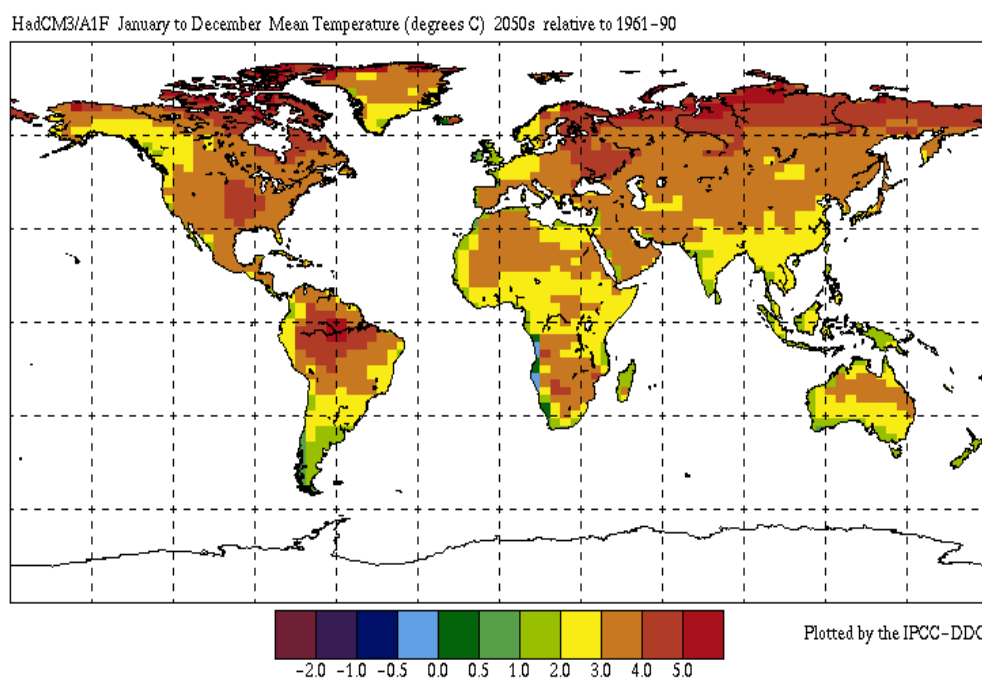 HadCM3/A1F January to December Mean Temperature (degrees C) 2050s relative to 1961-90
-2.0 -1.0 -0.5 0.0 0.5 1.0 2.0 3.0 4.0 5.0
Plotted by the IPCC-DDC